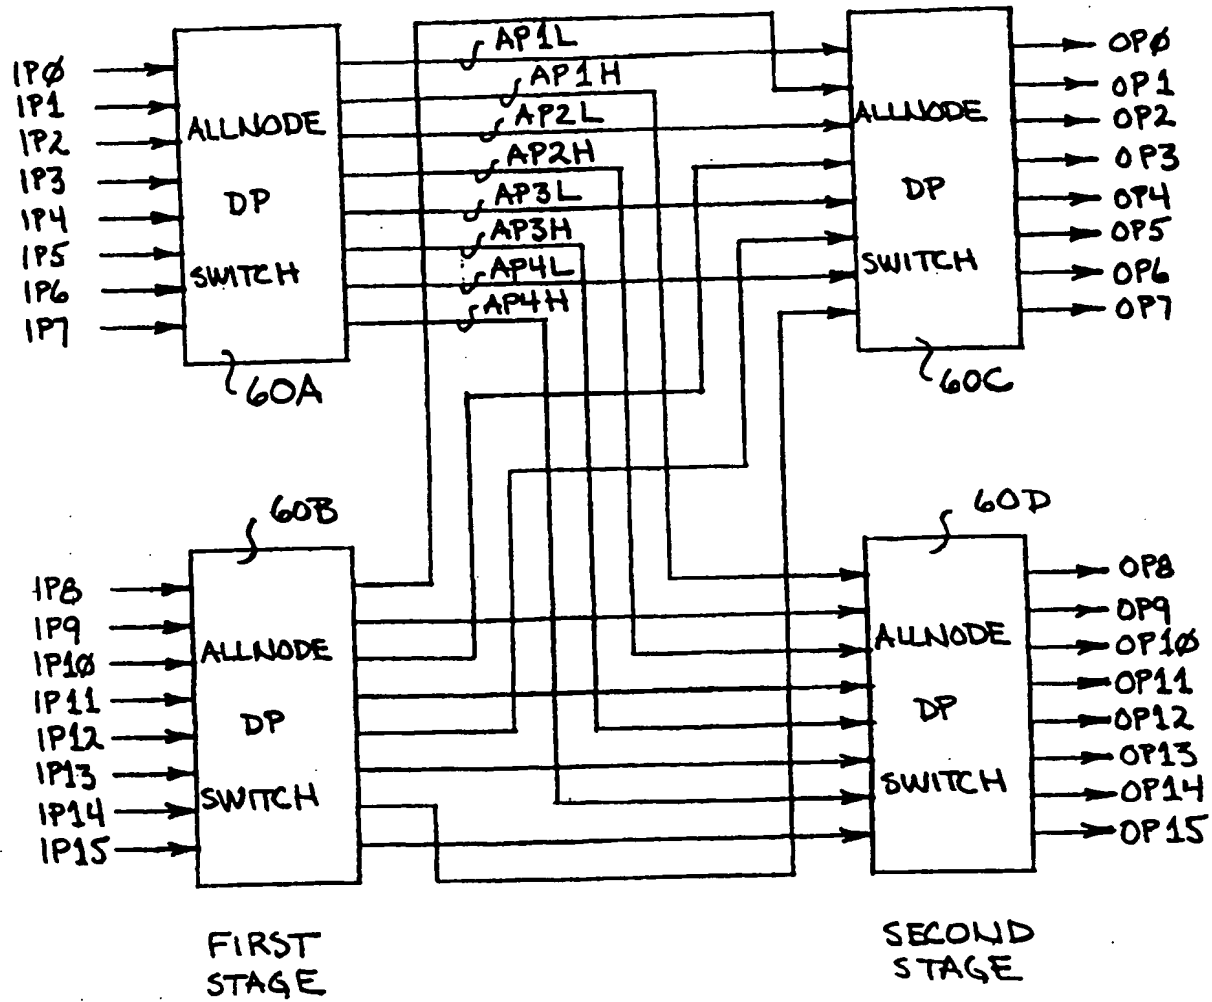 IPØ
IP1
IP2
IP3
IP4
IP5
IP6
IP7
ALLNODE
DP
SWITCH
60A
AP1L
AP1H
AP2L
AP2H
AP3L
AP3H
AP4L
AP4H
ALLNODE
DP
SWITCH
60C
OPØ
OP1
OP2
OP3
OP4
OP5
OP6
OP7
60B
IP8
IP9
IP1Ø
IP11
IP12
IP13
IP14
IP15
ALLNODE
DP
SWITCH
60D
ALLNODE
DP
SWITCH
OP8
OP9
OP1Ø
OP11
OP12
OP13
OP14
OP15
FIRST
STAGE
SECOND
STAGE